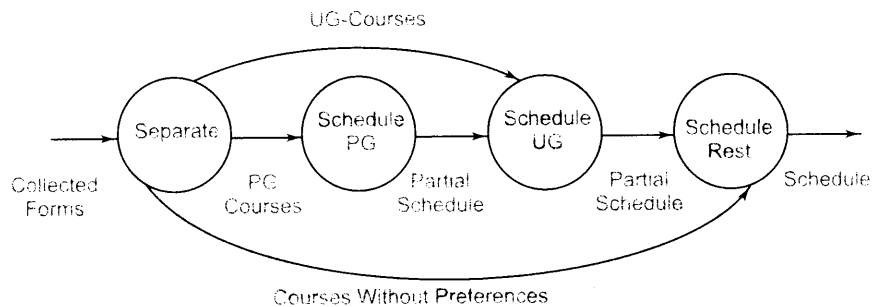 UG-Courses
Separate
Schedule
PG
Schedule
UG
Schedule
Rest
Collected
Forms
PG
Courses
Partial
Schedule
Partial
Schedule
Schedule
Courses Without Preferences